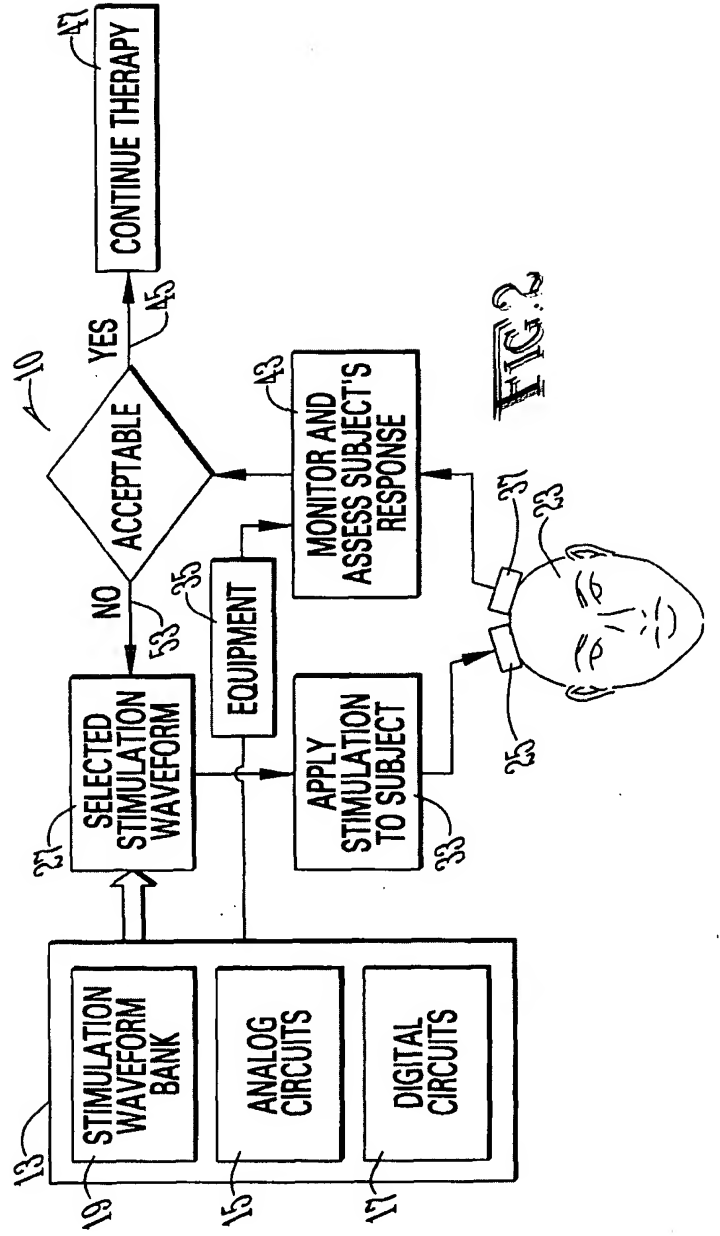 13
19
STIMULATION
WAVEFORM
BANK
15
ANALOG
CIRCUITS
17
DIGITAL
CIRCUITS
27
SELECTED
STIMULATION
WAVEFORM
NO
53
ACCEPTABLE
10
YES
45
CONTINUE THERAPY
47
EQUIPMENT
35
APPLY
STIMULATION
TO SUBJECT
33
MONITOR AND
ASSESS SUBJECT'S
RESPONSE
43
25
37
23
FIG.2